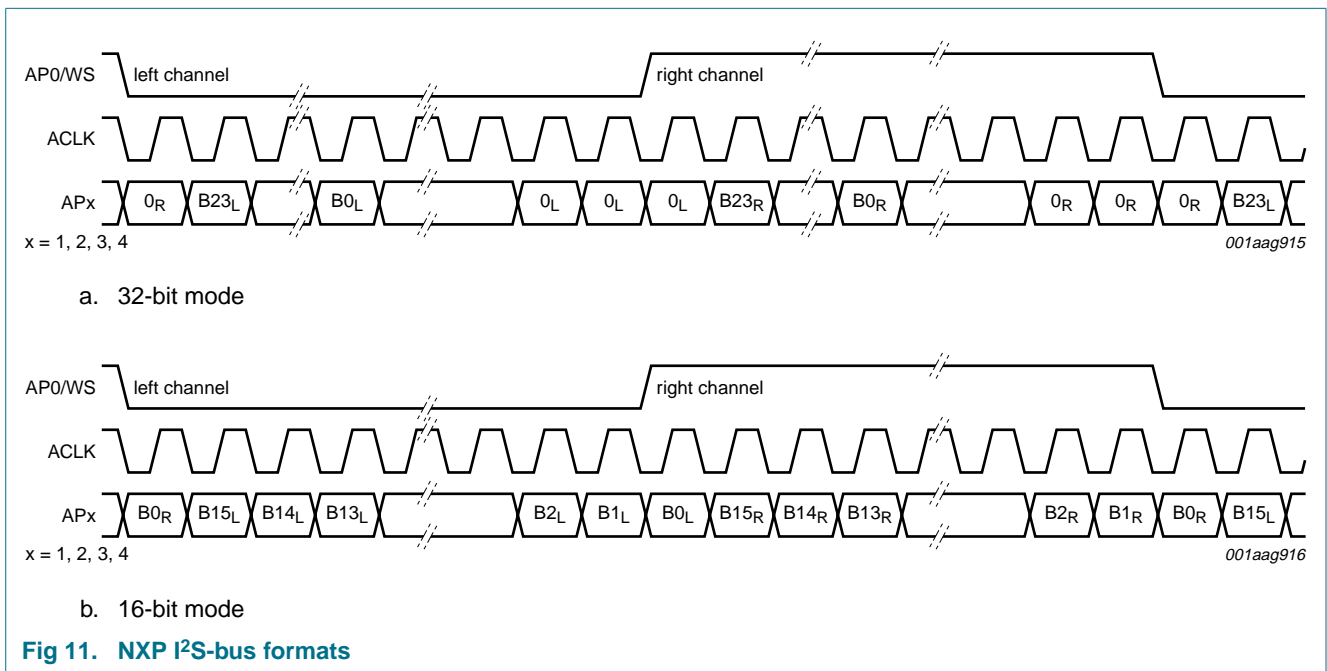 AP0/WS left channel right channel
ACLK
APx 0R B23L B0L 0L 0L 0L B23R B0R 0R 0R 0R B23L
x = 1, 2, 3, 4 001aag915
a. 32-bit mode
AP0/WS left channel right channel
ACLK
APx B0R B15L B14L B13L B2L B1L B0L B15R B14R B13R B2R B1R B0R B15L
x = 1, 2, 3, 4 001aag916
b. 16-bit mode
Fig 11. NXP I²S-bus formats